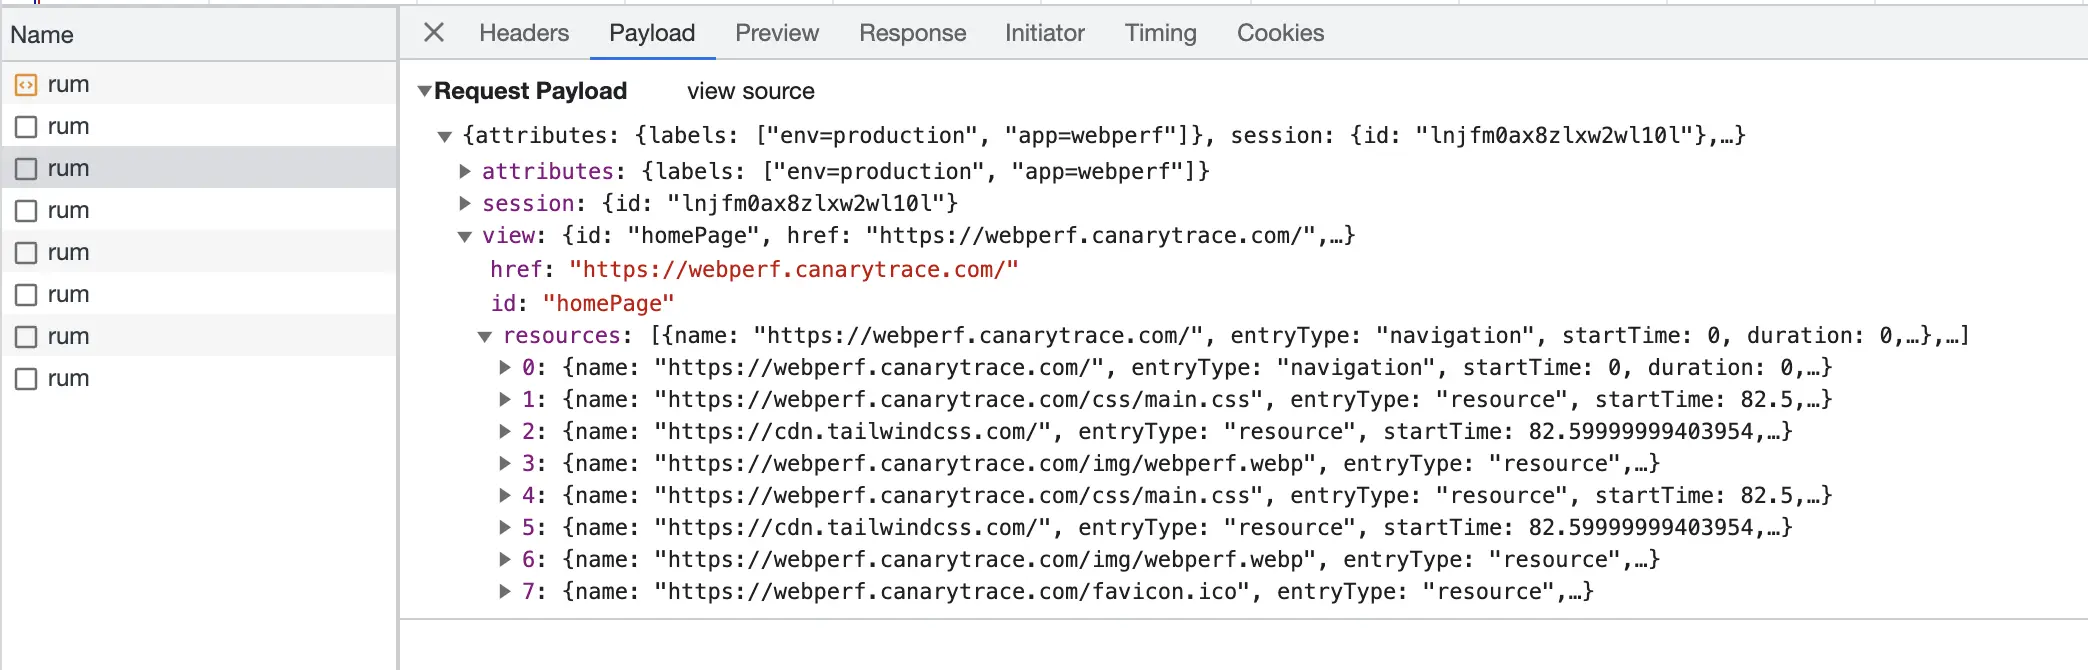 Name
rum
rum
rum
rum
rum
rum
rum
rum
Headers Payload Preview Response Initiator Timing Cookies
Request Payload view source
{attributes: {labels: ["env=production", "app=webperf"]}, session: {id: "lnjfm0ax8zlxw2wl10l"},…}
attributes: {labels: ["env=production", "app=webperf"]}
session: {id: "lnjfm0ax8zlxw2wl10l"}
view: {id: "homePage", href: "https://webperf.canarytrace.com/",…}
href: "https://webperf.canarytrace.com/"
id: "homePage"
resources: [{name: "https://webperf.canarytrace.com/", entryType: "navigation", startTime: 0, duration: 0,…},…]
0: {name: "https://webperf.canarytrace.com/", entryType: "navigation", startTime: 0, duration: 0,…}
1: {name: "https://webperf.canarytrace.com/css/main.css", entryType: "resource", startTime: 82.5,…}
2: {name: "https://cdn.tailwindcss.com/", entryType: "resource", startTime: 82.59999999403954,…}
3: {name: "https://webperf.canarytrace.com/img/webperf.webp", entryType: "resource",…}
4: {name: "https://webperf.canarytrace.com/css/main.css", entryType: "resource", startTime: 82.5,…}
5: {name: "https://cdn.tailwindcss.com/", entryType: "resource", startTime: 82.59999999403954,…}
6: {name: "https://webperf.canarytrace.com/img/webperf.webp", entryType: "resource",…}
7: {name: "https://webperf.canarytrace.com/favicon.ico", entryType: "resource",…}